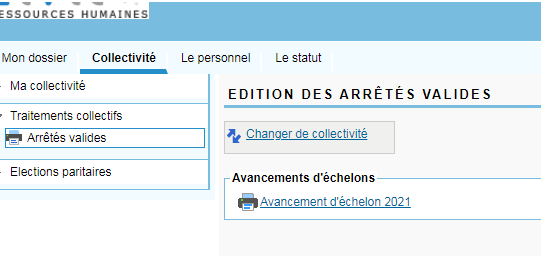 RESSOURCES HUMAINES
Mon dossier
Collectivité
Le personnel
Le statut
Ma collectivité
Traitements collectifs
Arrêtés valides
Elections paritaires
EDITION DES ARRÊTÉS VALIDES
Changer de collectivité
Avancements d'échelons
Avancement d'échelon 2021